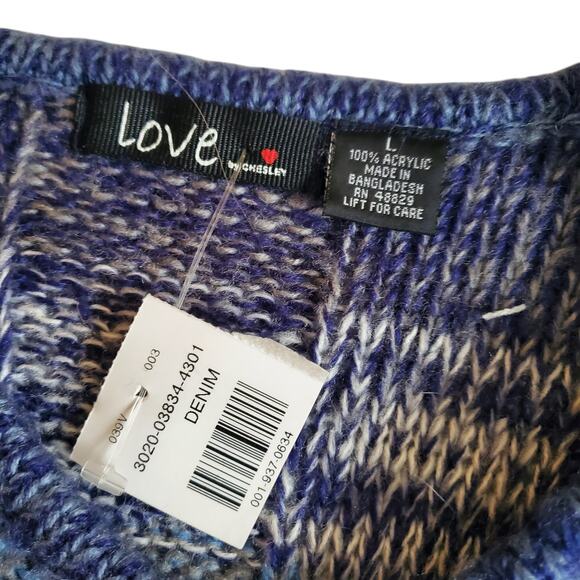 Love
by CHESLEY
L
100% ACRYLIC
MADE IN
BANGLADESH
RN 48829
LIFT FOR CARE
003
039V
3020-03834-4301
DENIM
001-937-0634